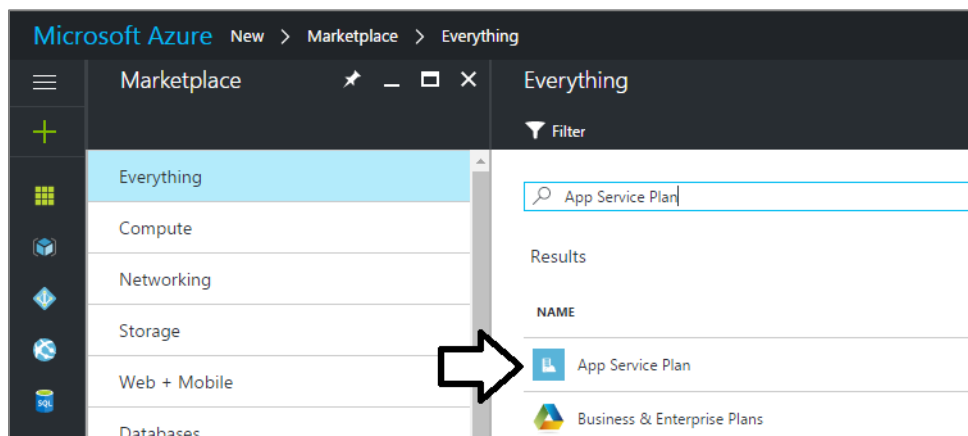 Microsoft Azure New > Marketplace > Everything
Marketplace
Everything
Filter
Everything
Compute
Networking
Storage
Web + Mobile
Databases
App Service Plan
Results
NAME
App Service Plan
Business & Enterprise Plans
SQL